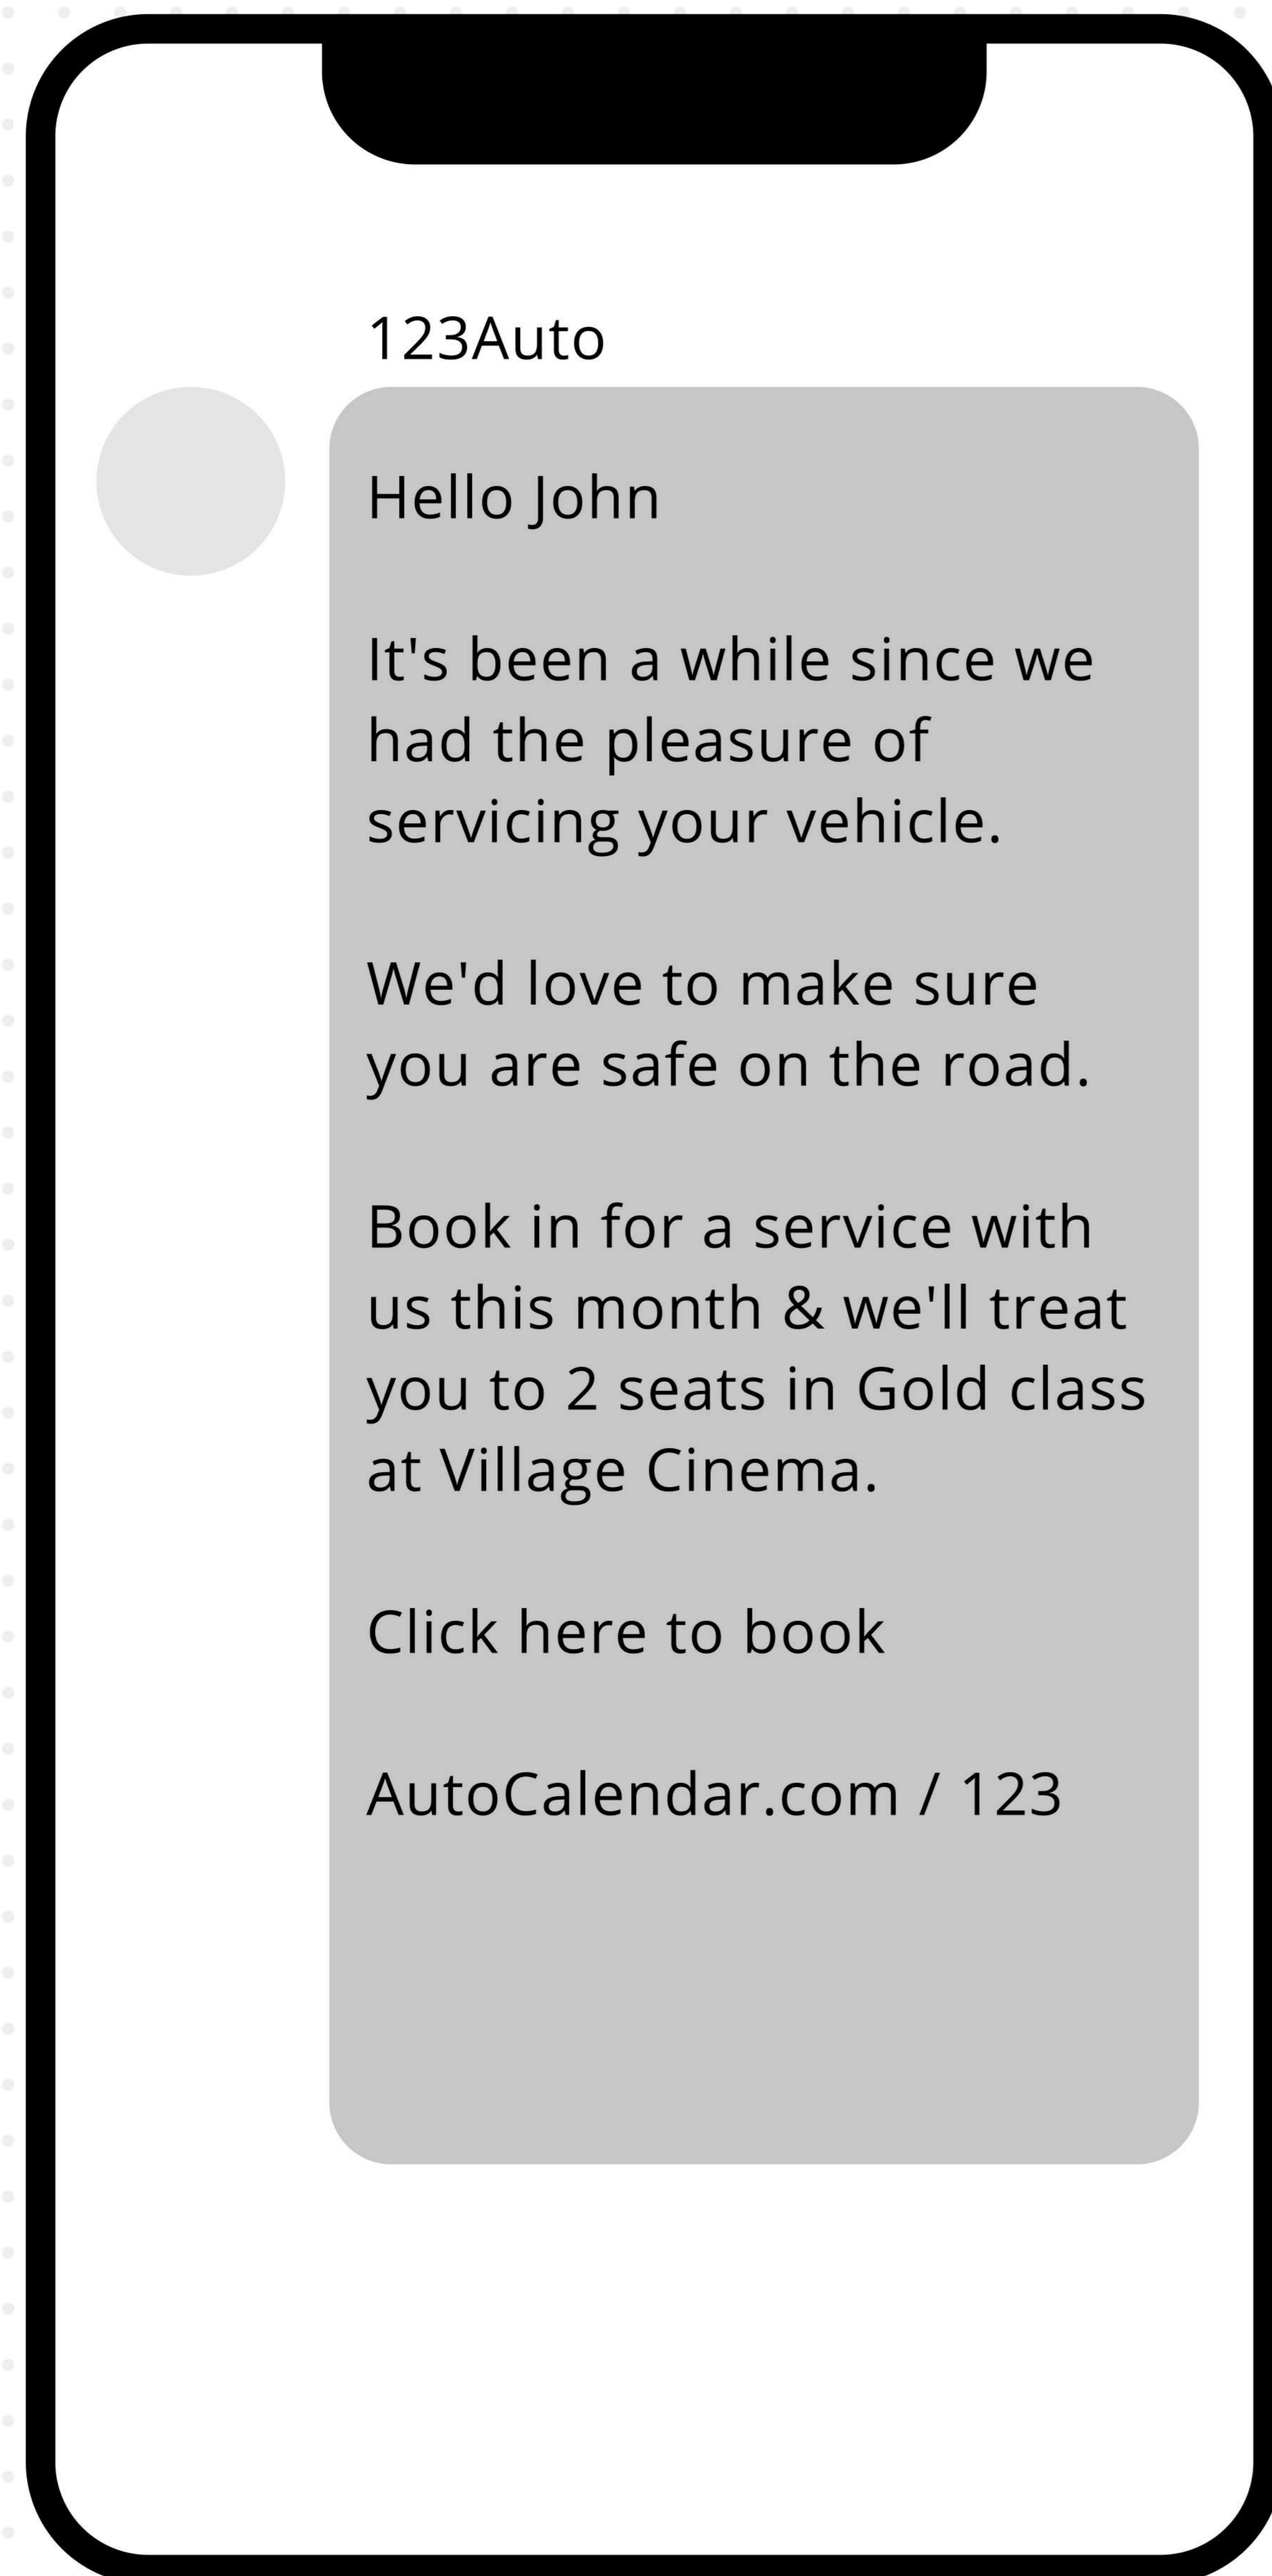 123Auto
Hello John
It's been a while since we
had the pleasure of
servicing your vehicle.
We'd love to make sure
you are safe on the road.
Book in for a service with
us this month & we'll treat
you to 2 seats in Gold class
at Village Cinema.
Click here to book
AutoCalendar.com / 123